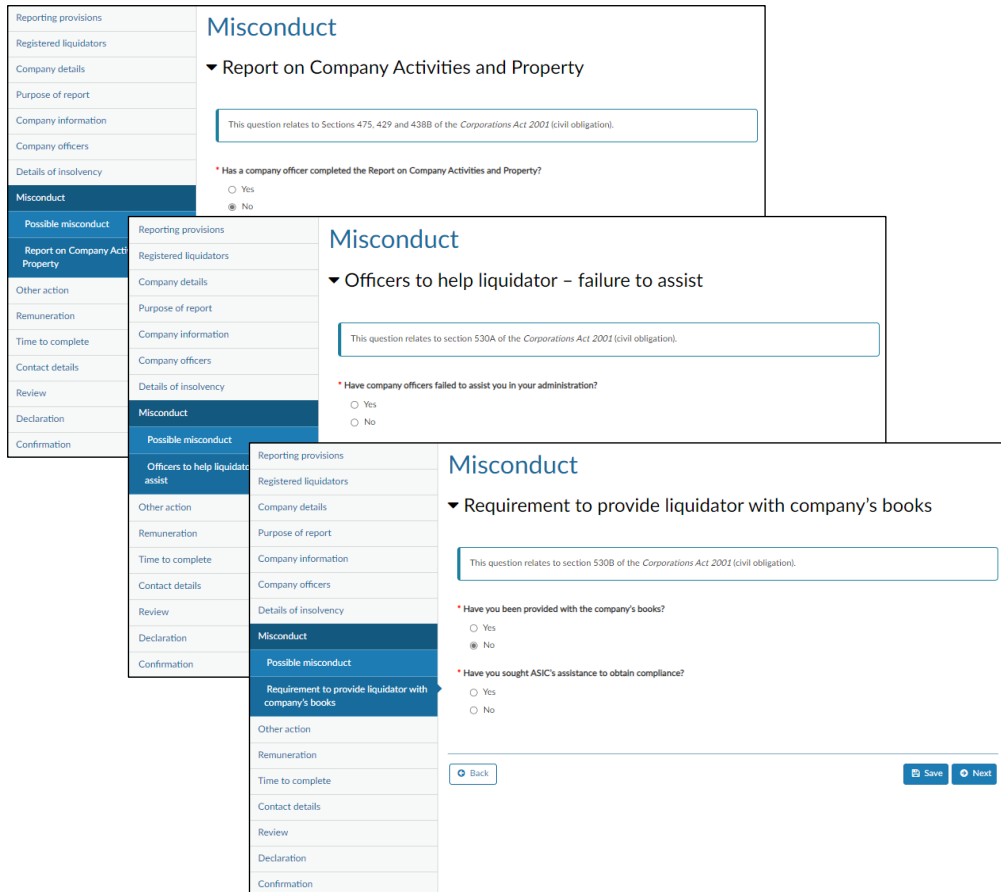 Reporting provisions
Registered liquidators
Company details
Purpose of report
Company information
Company officers
Details of insolvency
Misconduct
Possible misconduct
Report on Company Acti
Property
Other action
Remuneration
Time to complete
Contact details
Review
Declaration
Confirmation
Misconduct
Report on Company Activities and Property
This question relates to Sections 475, 429 and 438B of the Corporations Act 2001 (civil obligation).
* Has a company officer completed the Report on Company Activities and Property?
Yes
No
Reporting provisions
Registered liquidators
Company details
Purpose of report
Company information
Company officers
Details of insolvency
Misconduct
Possible misconduct
Officers to help liquidato
assist
Other action
Remuneration
Time to complete
Contact details
Review
Declaration
Confirmation
Misconduct
Officers to help liquidator – failure to assist
This question relates to section 530A of the Corporations Act 2001 (civil obligation).
* Have company officers failed to assist you in your administration?
Yes
No
Reporting provisions
Registered liquidators
Company details
Purpose of report
Company information
Company officers
Details of insolvency
Misconduct
Possible misconduct
Requirement to provide liquidator with
company's books
Other action
Remuneration
Time to complete
Contact details
Review
Declaration
Confirmation
Misconduct
Requirement to provide liquidator with company's books
This question relates to section 530B of the Corporations Act 2001 (civil obligation).
* Have you been provided with the company's books?
Yes
No
* Have you sought ASIC's assistance to obtain compliance?
Yes
No
Back
Save
Next